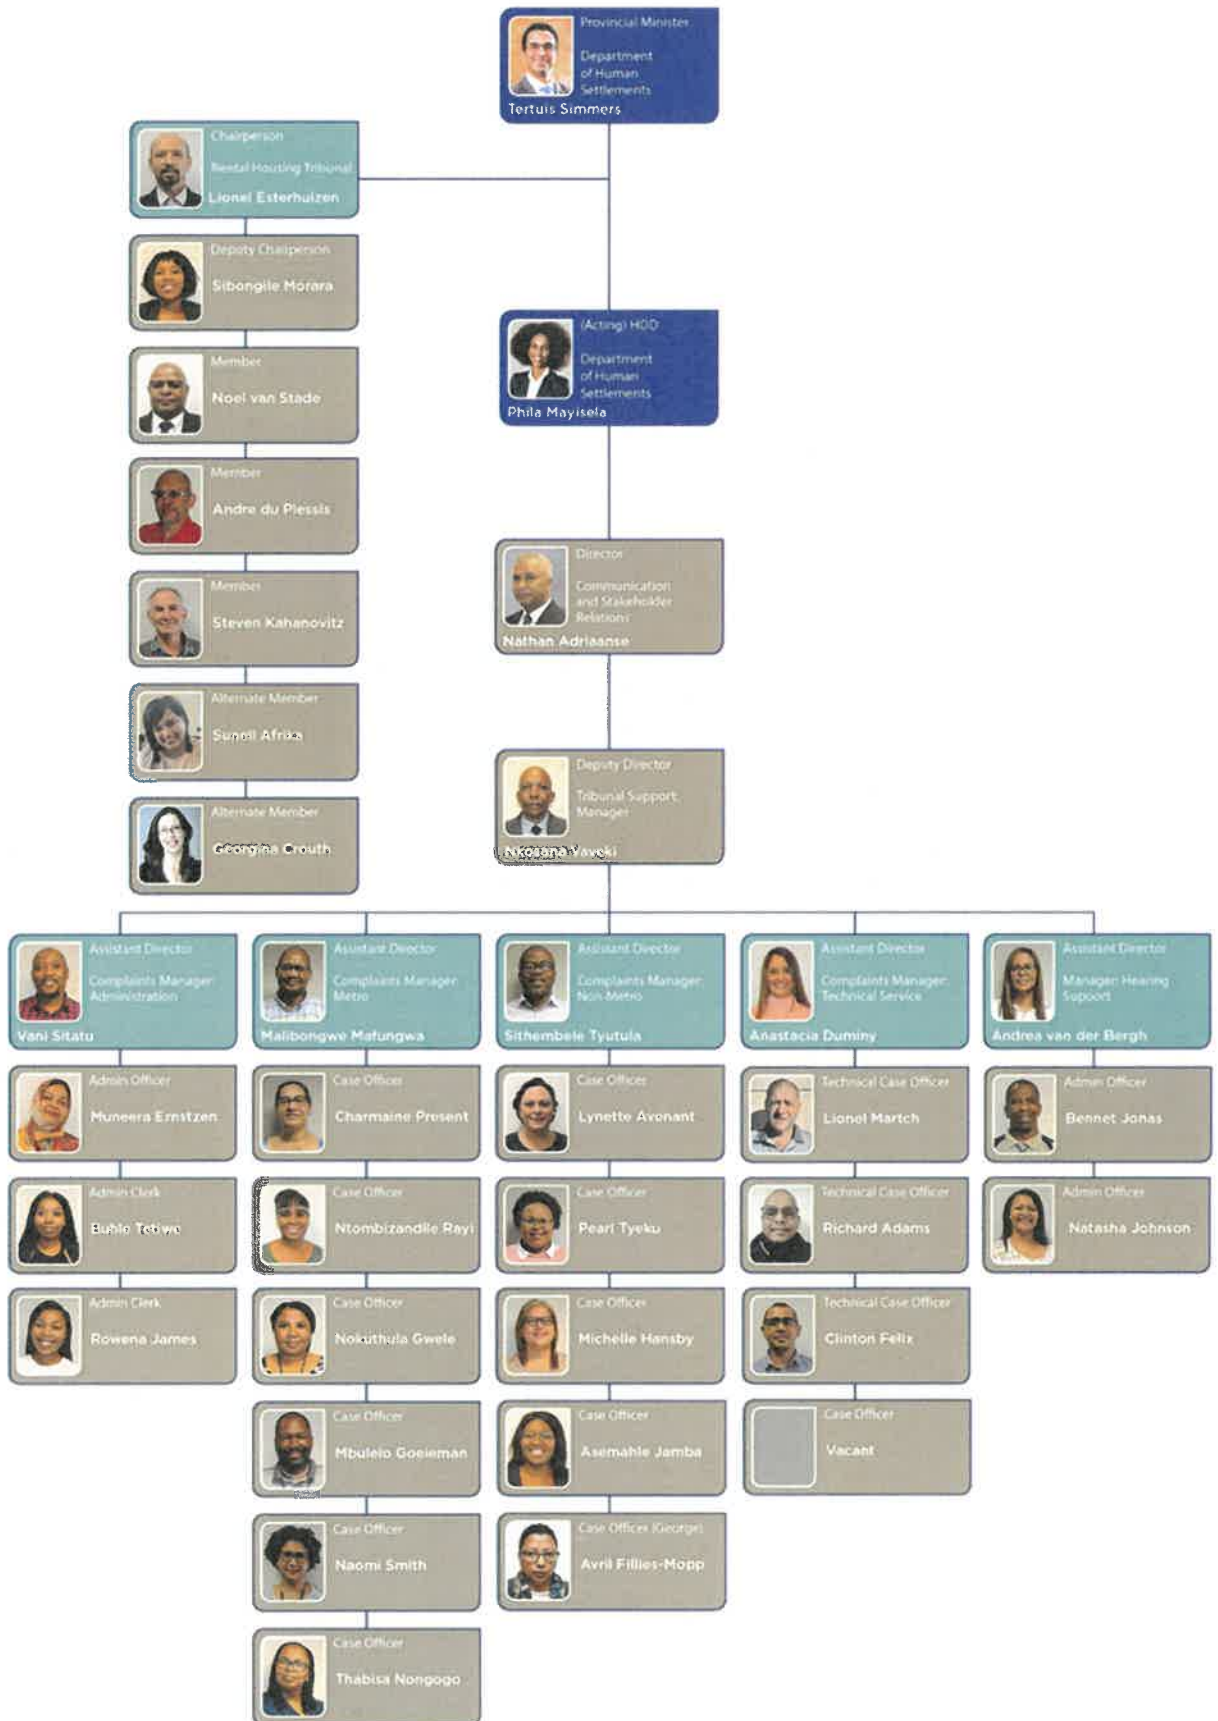 Provincial Minister
Department
of Human
Settlements
Tertuis Simmers
Chairperson
Rental Housing Tribunal
Lionel Esterhuizen
Deputy Chairperson
Sibongile Morara
Member
Noel van Stade
Member
Andre du Plessis
Member
Steven Kahanovitz
Alternate Member
Sunell Afrika
Alternate Member
Georgina Crouth
(Acting) HOD
Department
of Human
Settlements
Phila Mayisela
Director
Communication
and Stakeholder
Relations
Nathan Adriaanse
Deputy Director
Tribunal Support
Manager
Nkosana Vaveki
Assistant Director
Complaints Manager:
Administration
Vani Sitatu
Admin Officer
Muneera Ernstzen
Admin Clerk
Buhle Tetiwe
Admin Clerk
Rowena James
Assistant Director
Complaints Manager:
Metro
Malibongwe Mafungwa
Case Officer
Charmaine Present
Case Officer
Ntombizandile Rayi
Case Officer
Nokuthula Gwele
Case Officer
Mbulelo Goeieman
Case Officer
Naomi Smith
Case Officer
Thabisa Nongogo
Assistant Director
Complaints Manager:
Non-Metro
Sithembele Tyutula
Case Officer
Lynette Avenant
Case Officer
Pearl Tyeku
Case Officer
Michelle Hansby
Case Officer
Asemahle Jamba
Case Officer (George)
Avril Fillies-Mopp
Assistant Director
Complaints Manager:
Technical Service
Anastacia Duminy
Technical Case Officer
Lionel Martch
Technical Case Officer
Richard Adams
Technical Case Officer
Clinton Felix
Case Officer
Vacant
Assistant Director
Manager: Hearing
Support
Andrea van der Bergh
Admin Officer
Bennet Jonas
Admin Officer
Natasha Johnson